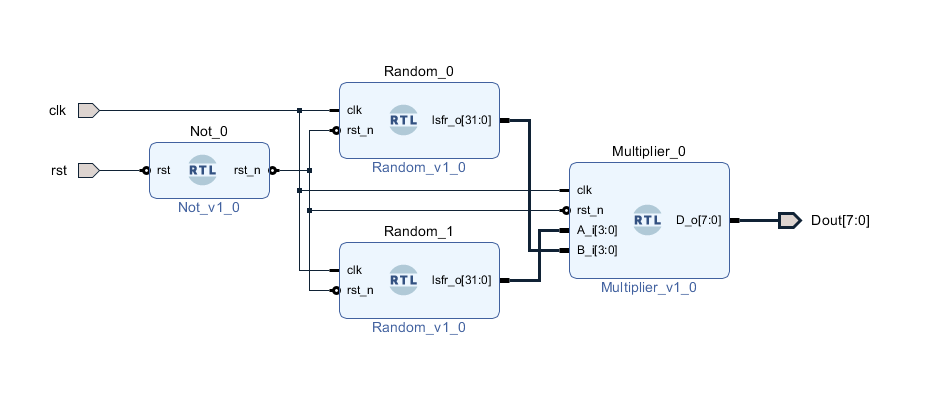 Random_0
clk
clk
RTL
lsfr_o[31:0]
rst_n
Random_v1_0
Not_0
rst
rst
RTL
rst_n
Not_v1_0
Multiplier_0
clk
rst_n
A_i[3:0]
B_i[3:0]
RTL
D_o[7:0]
Dout[7:0]
Multiplier_v1_0
Random_1
clk
RTL
lsfr_o[31:0]
rst_n
Random_v1_0